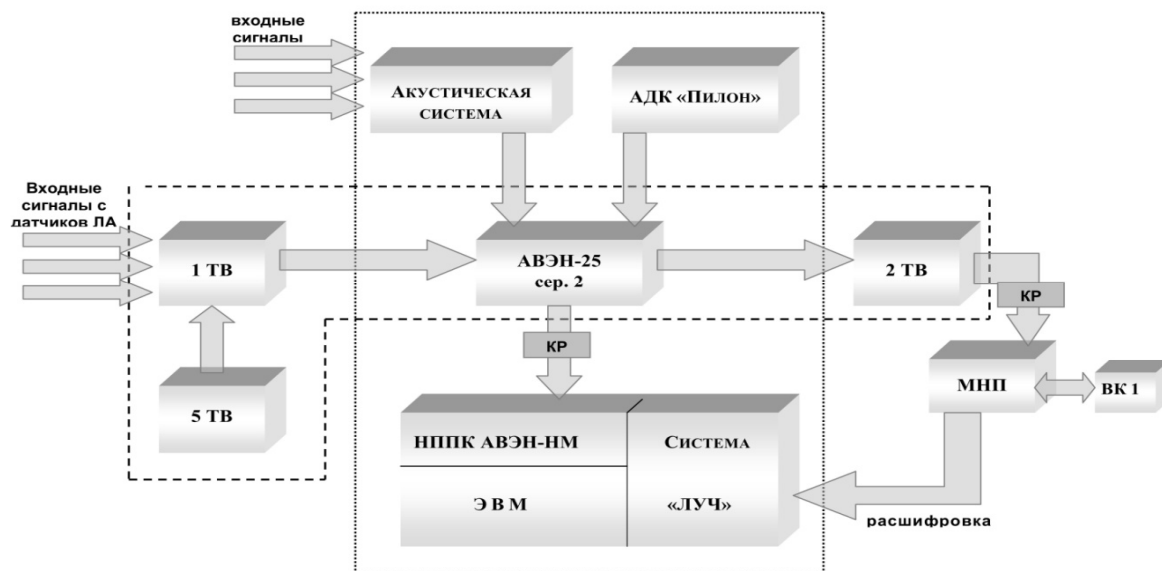 входные
сигналы
Акустическая
система
АДК «Пилон»
Входные
сигналы с
датчиков ЛА
1 ТВ
АВЭН-25
сер. 2
2 ТВ
КР
КР
5 ТВ
МНП
ВК 1
НППК АВЭН-НМ
Система
Э В М
«ЛУЧ»
расшифровка